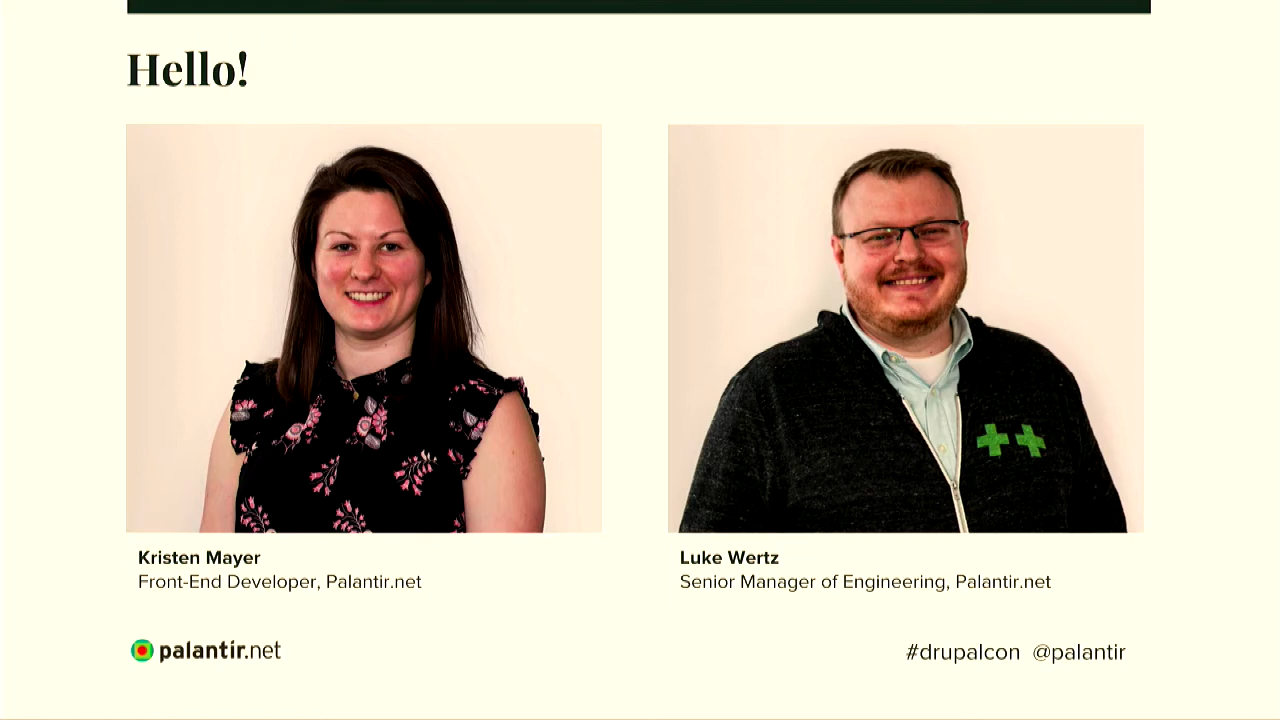 Hello!
Kristen Mayer
Front-End Developer, Palantir.net
Luke Wertz
Senior Manager of Engineering, Palantir.net
palantir.net
#drupalcon @palantir